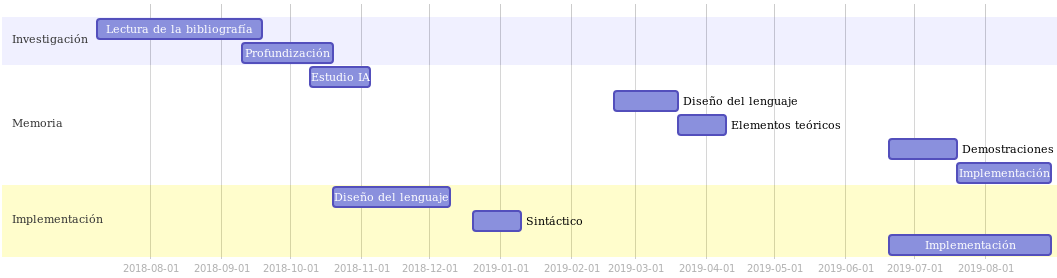 Investigación
Lectura de la bibliografía
Profundización
Memoria
Estudio IA
Diseño del lenguaje
Elementos teóricos
Demostraciones
Implementación
Implementación
Diseño del lenguaje
Sintáctico
Implementación
2018-08-01 2018-09-01 2018-10-01 2018-11-01 2018-12-01 2019-01-01 2019-02-01 2019-03-01 2019-04-01 2019-05-01 2019-06-01 2019-07-01 2019-08-01